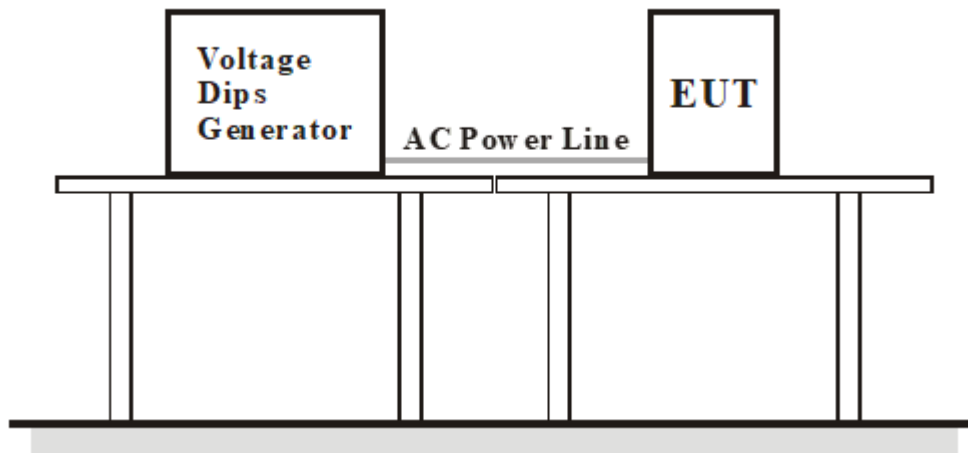 Voltage
Dips
Generator
AC Power Line
EUT